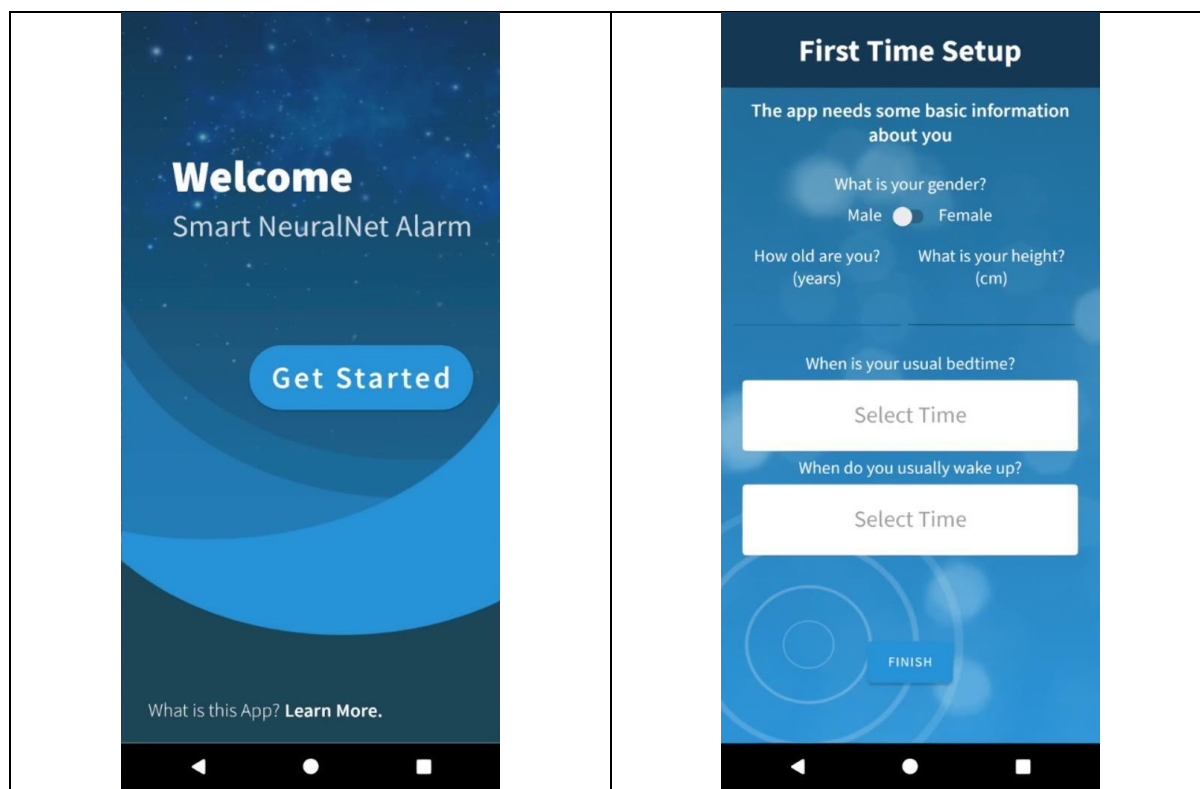 Welcome
Smart NeuralNet Alarm
Get Started
What is this App? Learn More.
First Time Setup
The app needs some basic information
about you
What is your gender?
Male Female
How old are you? What is your height?
(years) (cm)
When is your usual bedtime?
Select Time
When do you usually wake up?
Select Time
FINISH